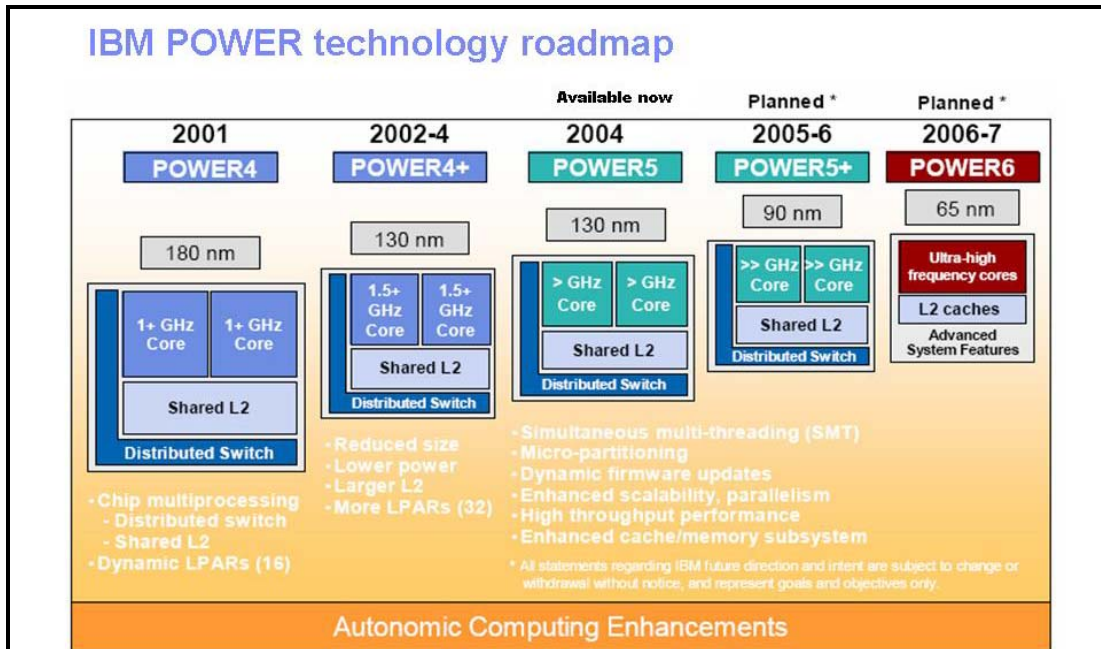 IBM POWER technology roadmap
Available now
Planned *
Planned *
2001
2002-4
2004
2005-6
2006-7
POWER4
POWER4+
POWER5
POWER5+
POWER6
180 nm
130 nm
130 nm
90 nm
65 nm
1+ GHz
Core
1+ GHz
Core
Shared L2
Distributed Switch
1.5+
GHz
Core
1.5+
GHz
Core
Shared L2
Distributed Switch
> GHz
Core
> GHz
Core
Shared L2
Distributed Switch
>> GHz
Core
>> GHz
Core
Shared L2
Distributed Switch
Ultra-high
frequency cores
L2 caches
Advanced
System Features
·Chip multiprocessing
- Distributed switch
- Shared L2
·Dynamic LPARs (16)
·Reduced size
·Lower power
·Larger L2
·More LPARs (32)
·Simultaneous multi-threading (SMT)
·Micro-partitioning
·Dynamic firmware updates
·Enhanced scalability, parallelism
·High throughput performance
·Enhanced cache/memory subsystem
* All statements regarding IBM future direction and intent are subject to change or
withdrawal without notice, and represent goals and objectives only.
Autonomic Computing Enhancements